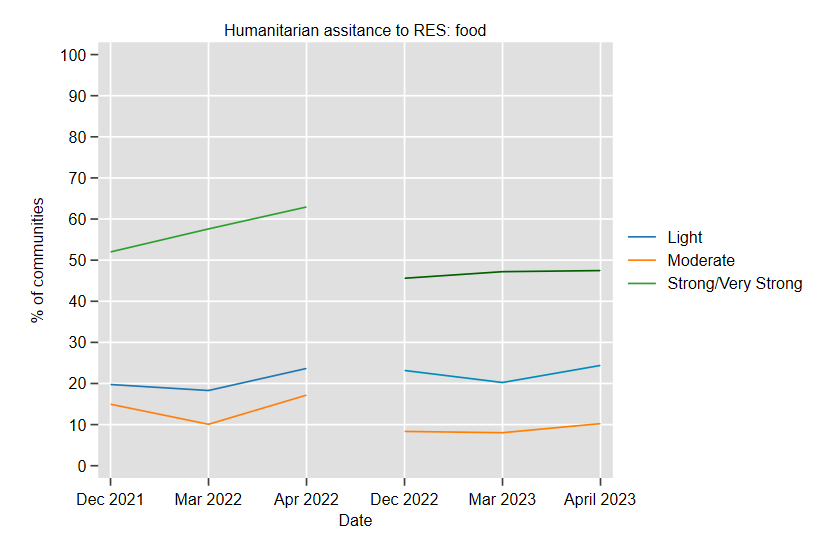 Humanitarian assitance to RES: food
100
90
80
70
60
50
40
30
20
10
0
% of communities
Dec 2021 Mar 2022 Apr 2022 Dec 2022 Mar 2023 April 2023
Date
Light
Moderate
Strong/Very Strong